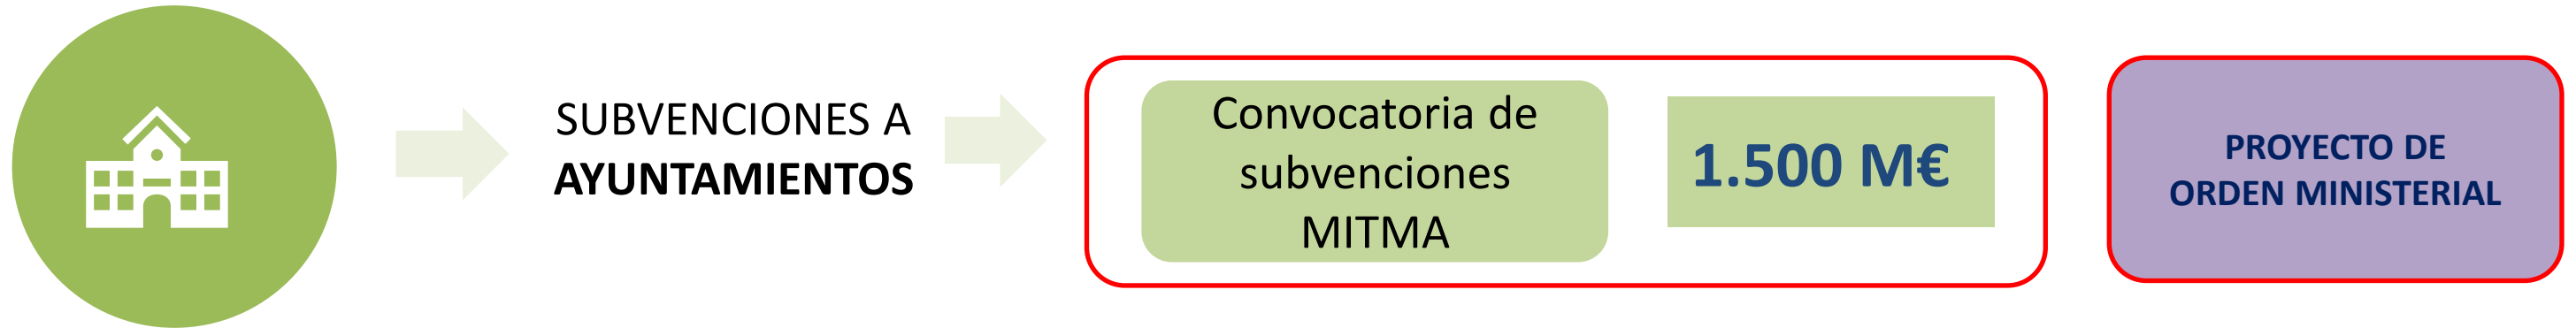 SUBVENCIONES A
AYUNTAMIENTOS
Convocatoria de
subvenciones
MITMA
1.500 M€
PROYECTO DE
ORDEN MINISTERIAL